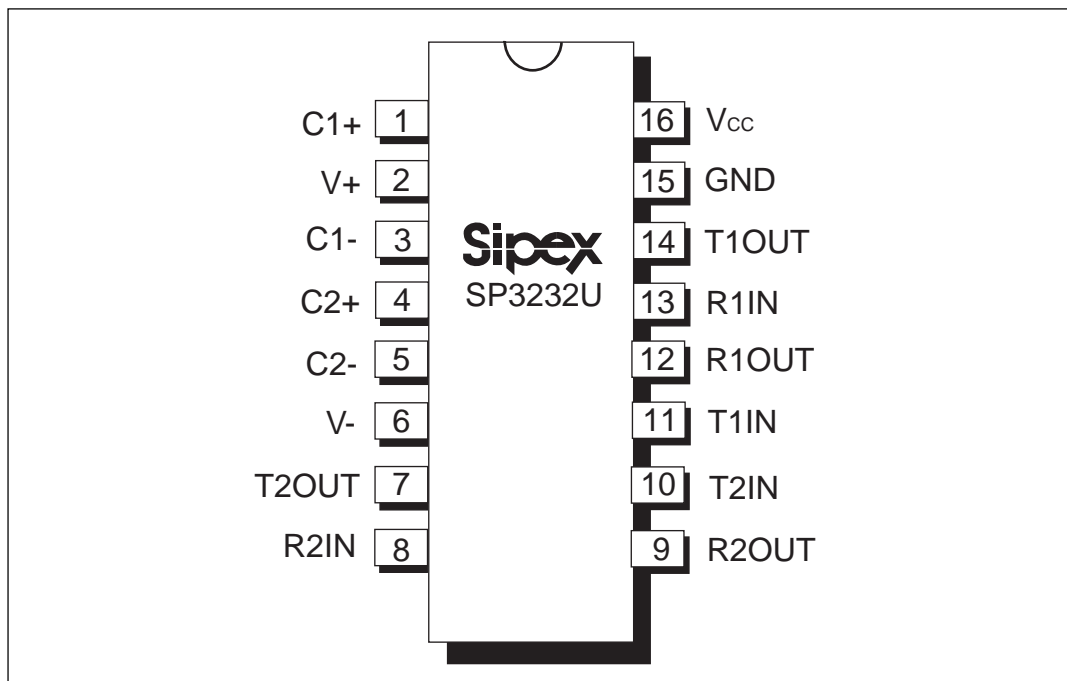 C1+ 1
V+ 2
C1- 3
C2+ 4
C2- 5
V- 6
T2OUT 7
R2IN 8
Sipex
SP3232U
16 Vcc
15 GND
14 T1OUT
13 R1IN
12 R1OUT
11 T1IN
10 T2IN
9 R2OUT